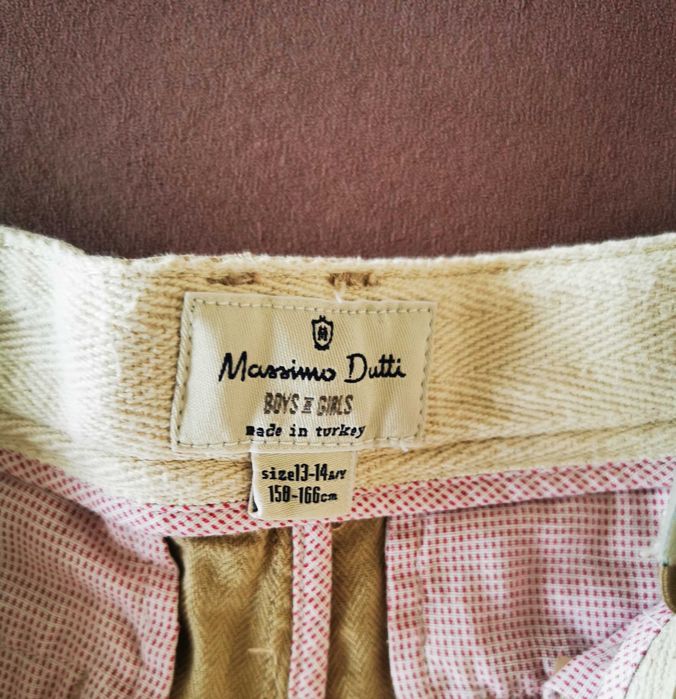 M
Massimo Dutti
BOYS & GIRLS
made in turkey
size13-14A/Y
158-166cm